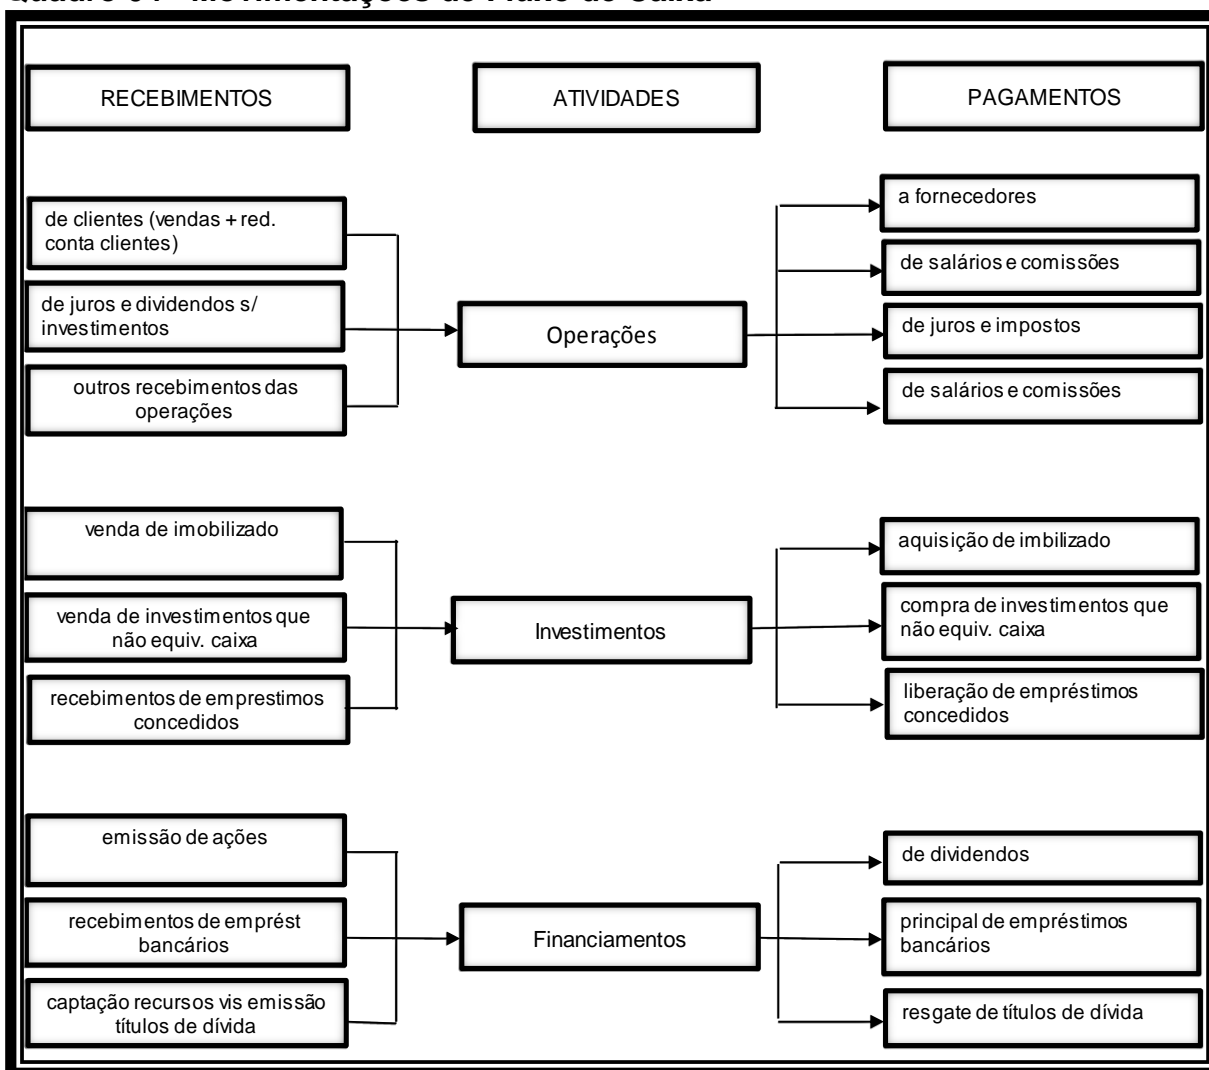 RECEBIMENTOS
ATIVIDADES
PAGAMENTOS
de clientes (vendas + red.
conta clientes)
de juros e dividendos s/
investimentos
outros recebimentos das
operações
Operações
a fornecedores
de salários e comissões
de juros e impostos
de salários e comissões
venda de imobilizado
venda de investimentos que
não equiv. caixa
recebimentos de emprestimos
concedidos
Investimentos
aquisição de imbilizado
compra de investimentos que
não equiv. caixa
liberação de empréstimos
concedidos
emissão de ações
recebimentos de emprést
bancários
captação recursos vis emissão
títulos de dívida
Financiamentos
de dividendos
principal de empréstimos
bancários
resgate de títulos de dívida